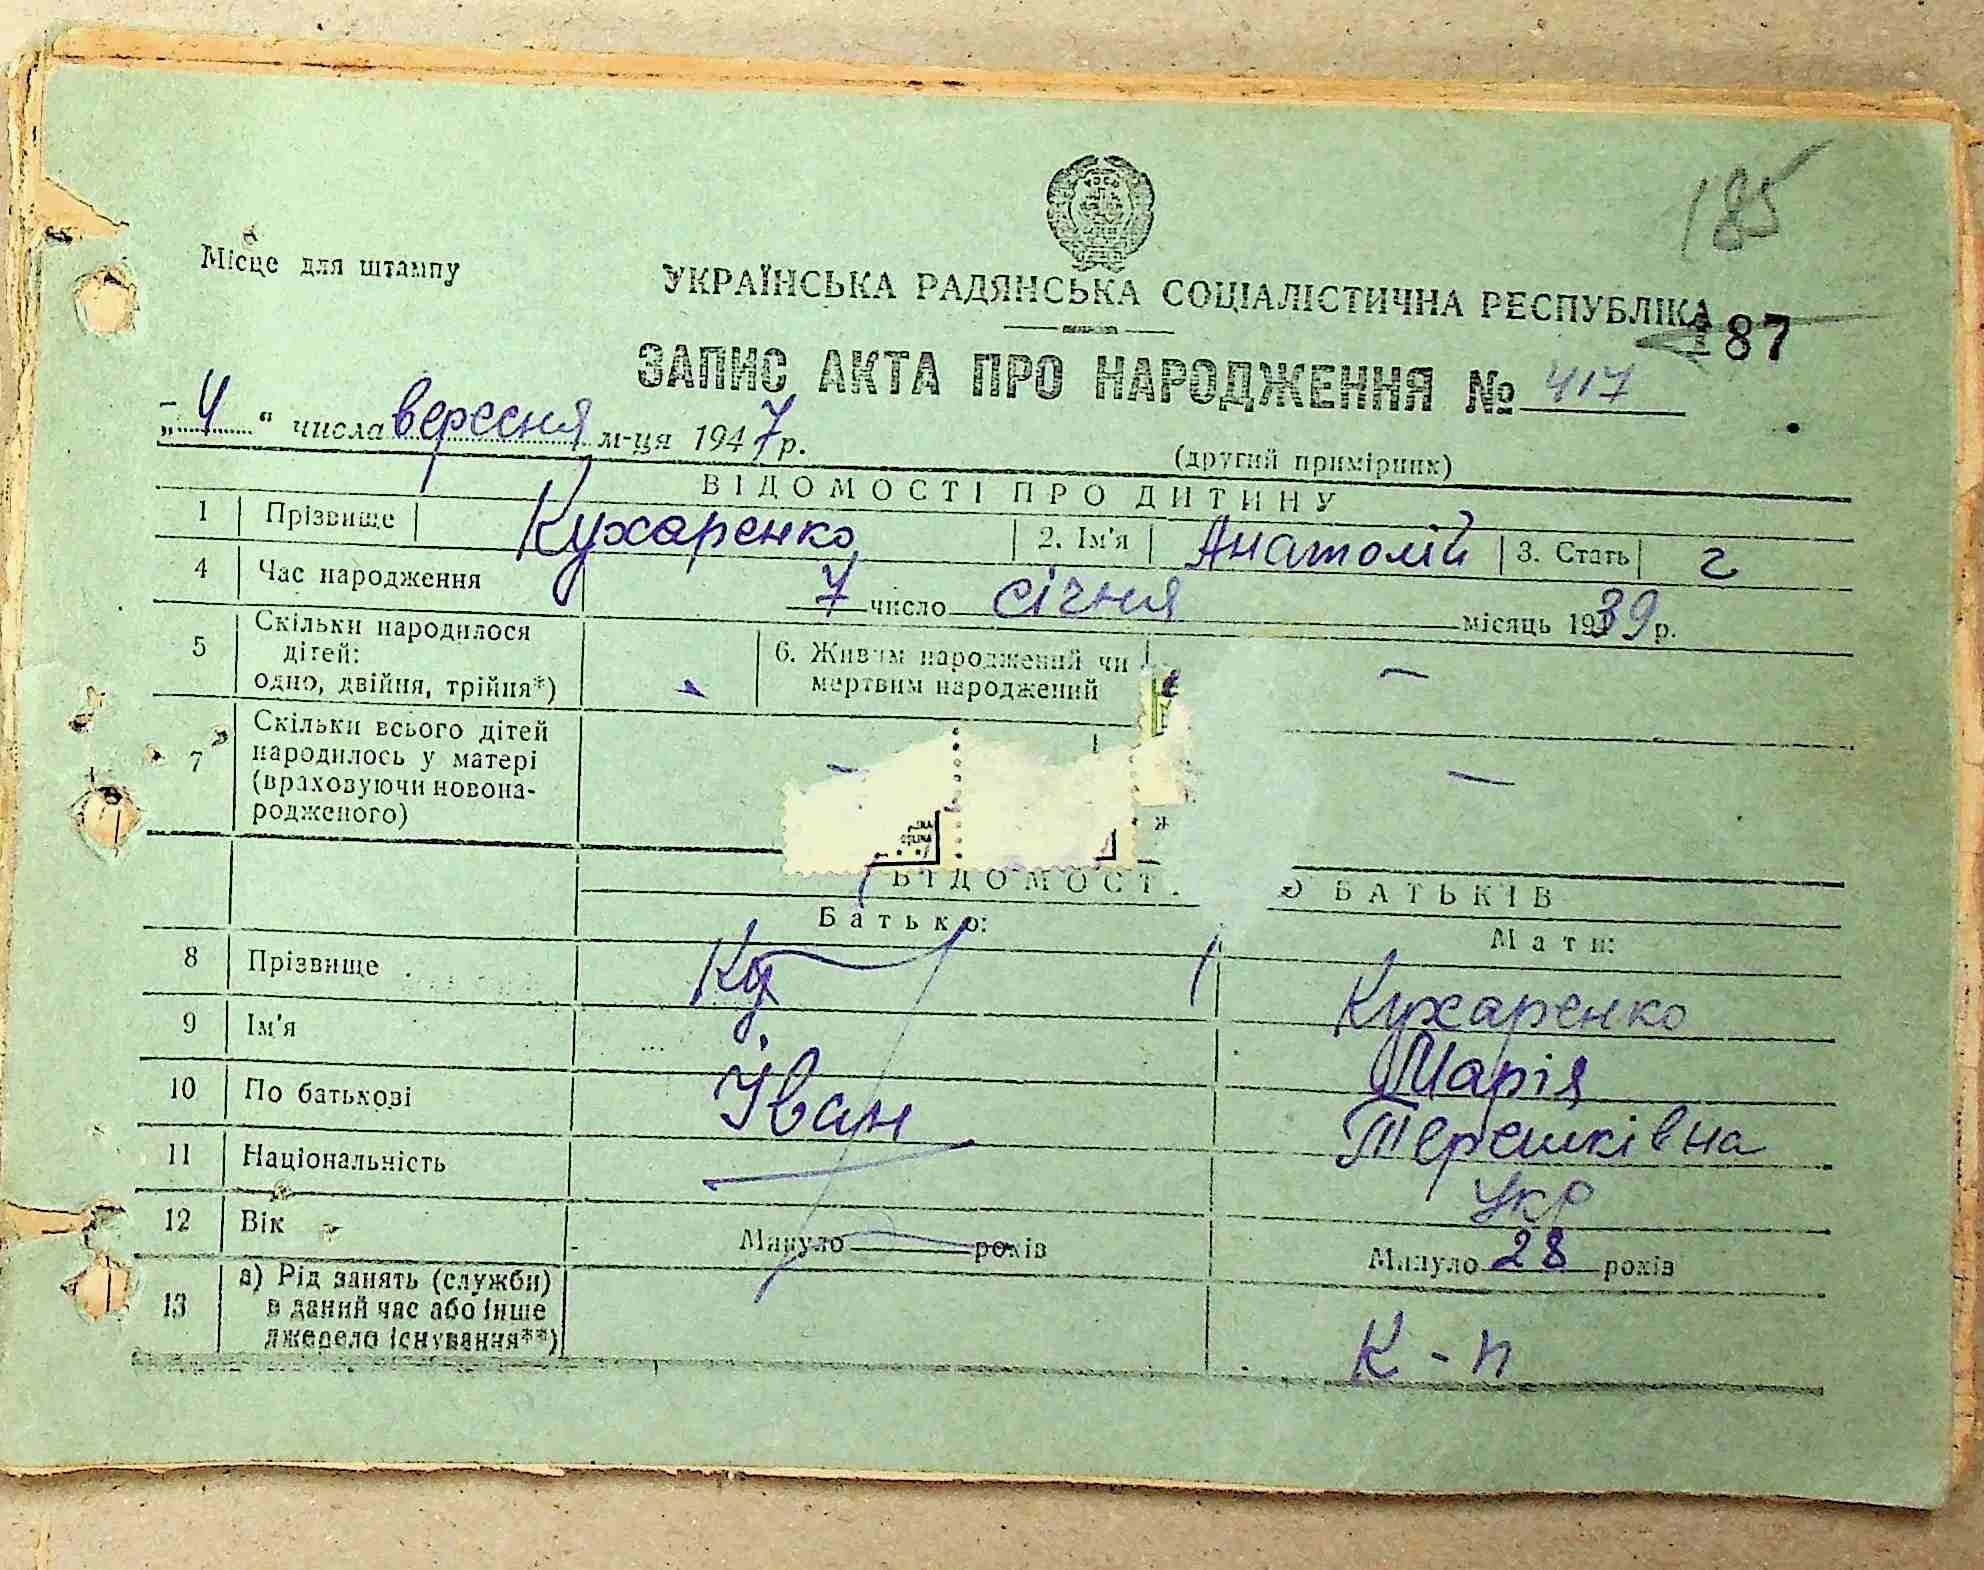 185
Місце для штампу
УКРАЇНСЬКА РАДЯНСЬКА СОЦІАЛІСТИЧНА РЕСПУБЛІКА
87
ЗАПИС АКТА ПРО НАРОДЖЕННЯ № 417
„4“ числа вересня м-ця 1947 р.
(другий примірник)
ВІДОМОСТІ ПРО ДИТИНУ
1 Прізвище Кухаренко 2. Ім'я Анатолій 3. Стать г
4 Час народження 7 число січня місяць 1939 р.
5 Скільки народилося дітей: одно, двійня, трійня*) 6. Живим народжений чи мертвим народжений —
7 Скільки всього дітей народилось у матері (враховуючи новонародженого) — —
ВІДОМОСТ О БАТЬКІВ
Батько: Мати:
8 Прізвище Ку Кухаренко
9 Ім'я Марія
10 По батькові Іван Терешківна
11 Національність — Укр
12 Вік Минуло — років Минуло 28 років
13 а) Рід занять (служби) в даний час або інше джерело існування**) К-п